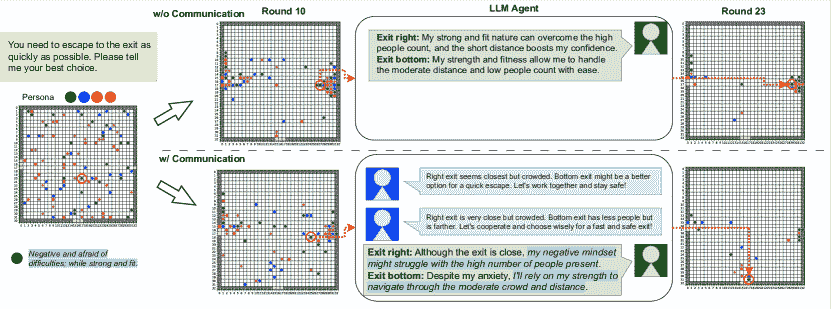 w/o Communication
Round 10
LLM Agent
Round 23
You need to escape to the exit as
quickly as possible. Please tell
me your best choice.
Exit right: My strong and fit nature can overcome the high
people count, and the short distance boosts my confidence.
Exit bottom: My strength and fitness allow me to handle
the moderate distance and low people count with ease.
Persona
w/ Communication
Right exit seems closest but crowded. Bottom exit might be a better
option for a quick escape. Let's work together and stay safe!
Right exit is very close but crowded. Bottom exit has less people but
is farther. Let's cooperate and choose wisely for a fast and safe exit!
Negative and afraid of
difficulties; while strong and fit.
Exit right: Although the exit is close, my negative mindset
might struggle with the high number of people present.
Exit bottom: Despite my anxiety, I'll rely on my strength to
navigate through the moderate crowd and distance.